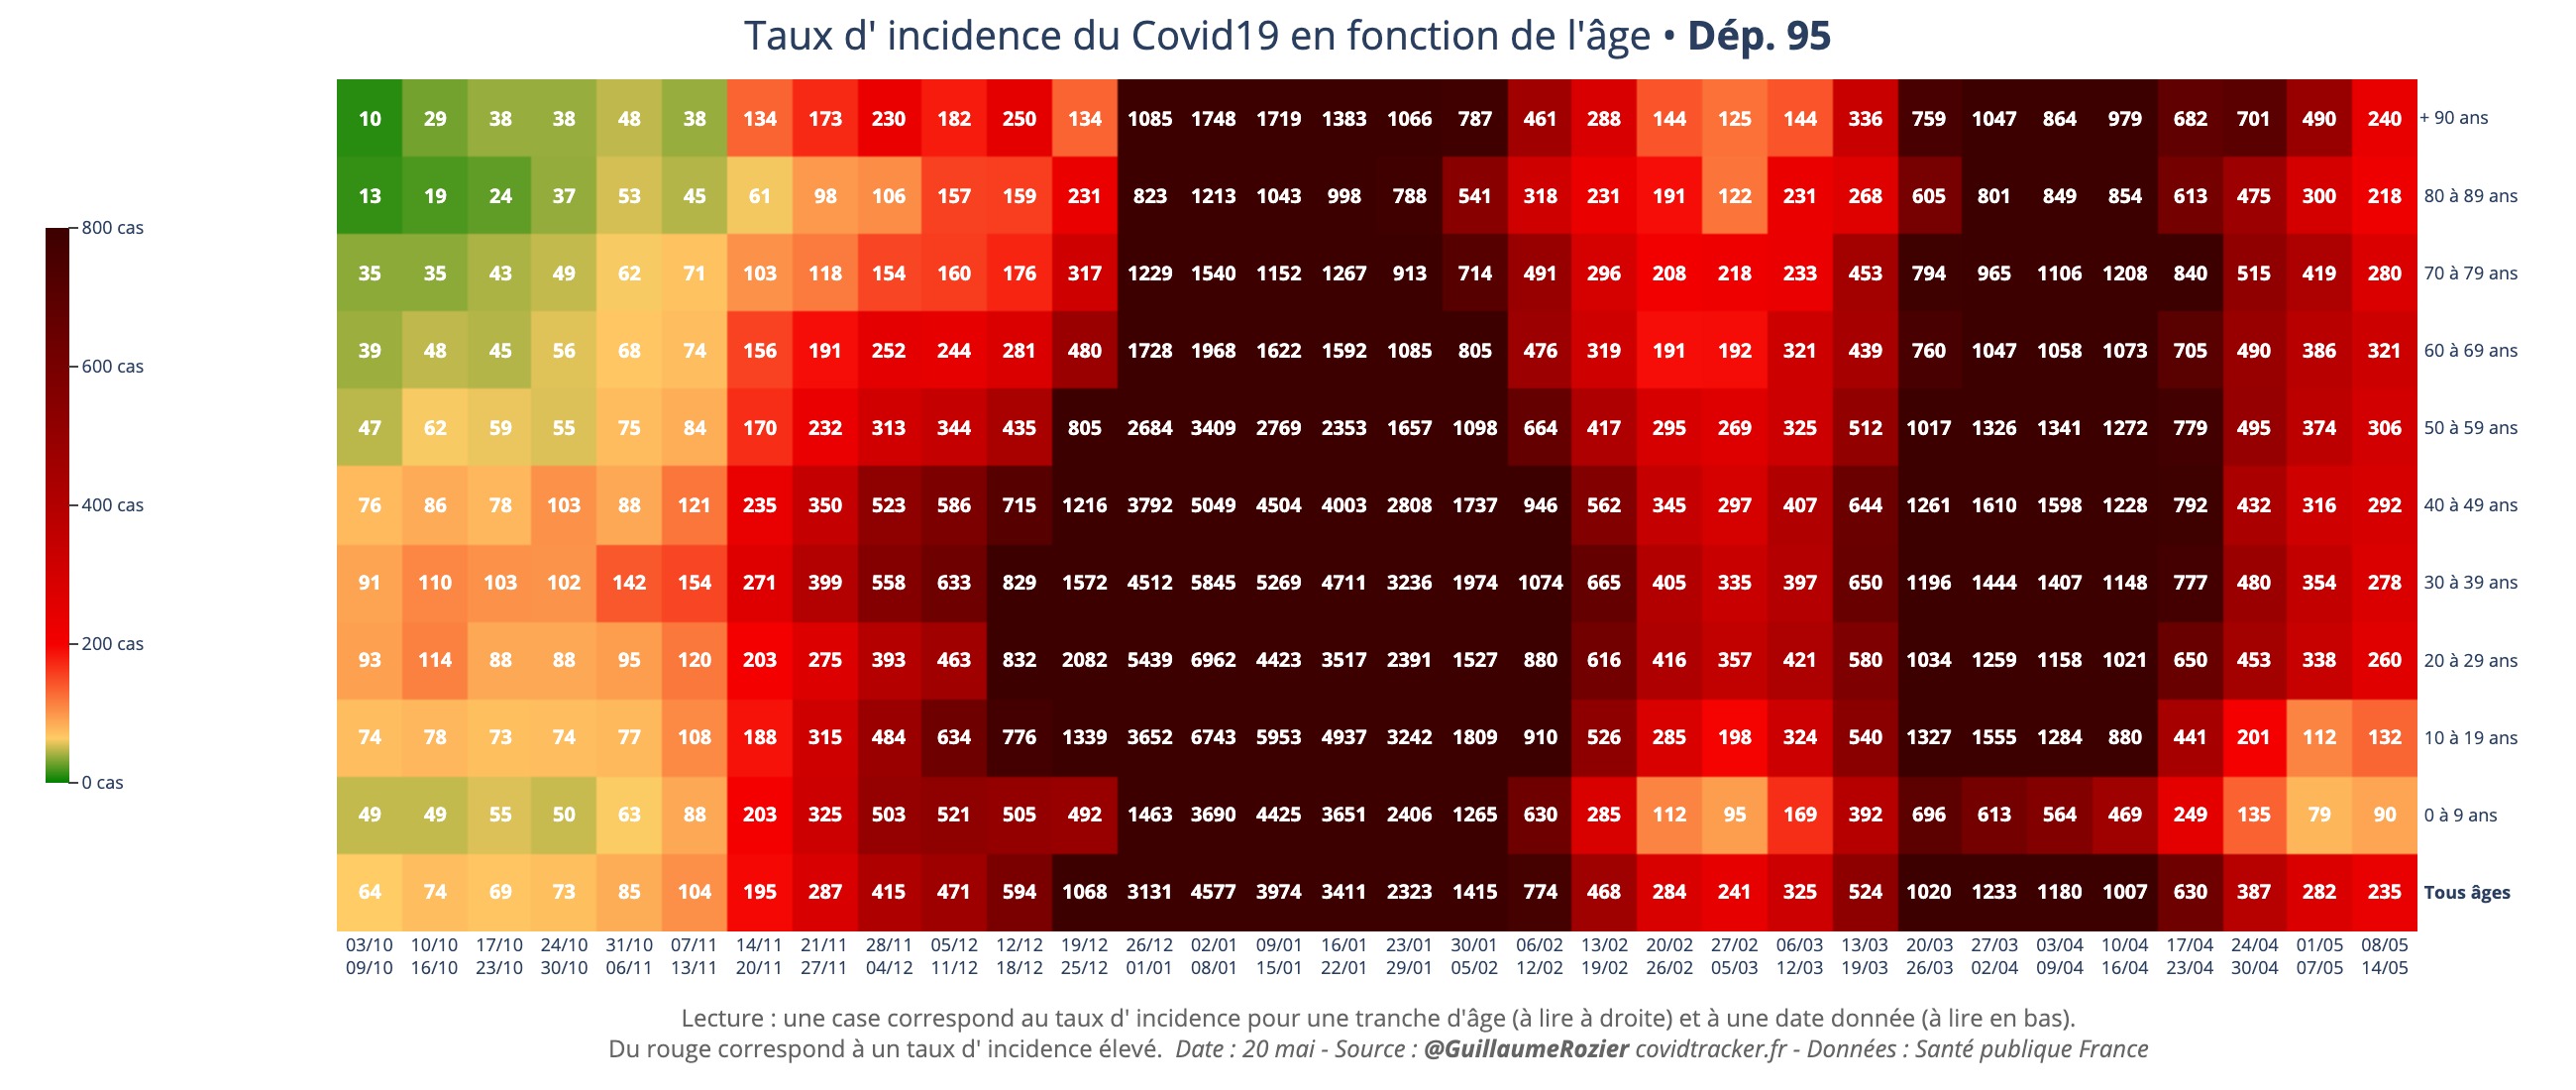 Taux d' incidence du Covid19 en fonction de l'âge • Dép. 95
800 cas
600 cas
400 cas
200 cas
0 cas
10 29 38 38 48 38 134 173 230 182 250 134 1085 1748 1719 1383 1066 787 461 288 144 125 144 336 759 1047 864 979 682 701 490 240 + 90 ans
13 19 24 37 53 45 61 98 106 157 159 231 823 1213 1043 998 788 541 318 231 191 122 231 268 605 801 849 854 613 475 300 218 80 à 89 ans
35 35 43 49 62 71 103 118 154 160 176 317 1229 1540 1152 1267 913 714 491 296 208 218 233 453 794 965 1106 1208 840 515 419 280 70 à 79 ans
39 48 45 56 68 74 156 191 252 244 281 480 1728 1968 1622 1592 1085 805 476 319 191 192 321 439 760 1047 1058 1073 705 490 386 321 60 à 69 ans
47 62 59 55 75 84 170 232 313 344 435 805 2684 3409 2769 2353 1657 1098 664 417 295 269 325 512 1017 1326 1341 1272 779 495 374 306 50 à 59 ans
76 86 78 103 88 121 235 350 523 586 715 1216 3792 5049 4504 4003 2808 1737 946 562 345 297 407 644 1261 1610 1598 1228 792 432 316 292 40 à 49 ans
91 110 103 102 142 154 271 399 558 633 829 1572 4512 5845 5269 4711 3236 1974 1074 665 405 335 397 650 1196 1444 1407 1148 777 480 354 278 30 à 39 ans
93 114 88 88 95 120 203 275 393 463 832 2082 5439 6962 4423 3517 2391 1527 880 616 416 357 421 580 1034 1259 1158 1021 650 453 338 260 20 à 29 ans
74 78 73 74 77 108 188 315 484 634 776 1339 3652 6743 5953 4937 3242 1809 910 526 285 198 324 540 1327 1555 1284 880 441 201 112 132 10 à 19 ans
49 49 55 50 63 88 203 325 503 521 505 492 1463 3690 4425 3651 2406 1265 630 285 112 95 169 392 696 613 564 469 249 135 79 90 0 à 9 ans
64 74 69 73 85 104 195 287 415 471 594 1068 3131 4577 3974 3411 2323 1415 774 468 284 241 325 524 1020 1233 1180 1007 630 387 282 235 Tous âges
03/10 10/10 17/10 24/10 31/10 07/11 14/11 21/11 28/11 05/12 12/12 19/12 26/12 02/01 09/01 16/01 23/01 30/01 06/02 13/02 20/02 27/02 06/03 13/03 20/03 27/03 03/04 10/04 17/04 24/04 01/05 08/05
09/10 16/10 23/10 30/10 06/11 13/11 20/11 27/11 04/12 11/12 18/12 25/12 01/01 08/01 15/01 22/01 29/01 05/02 12/02 19/02 26/02 05/03 12/03 19/03 26/03 02/04 09/04 16/04 23/04 30/04 07/05 14/05
Lecture : une case correspond au taux d' incidence pour une tranche d'âge (à lire à droite) et à une date donnée (à lire en bas).
Du rouge correspond à un taux d' incidence élevé. Date : 20 mai - Source : @GuillaumeRozier covidtracker.fr - Données : Santé publique France